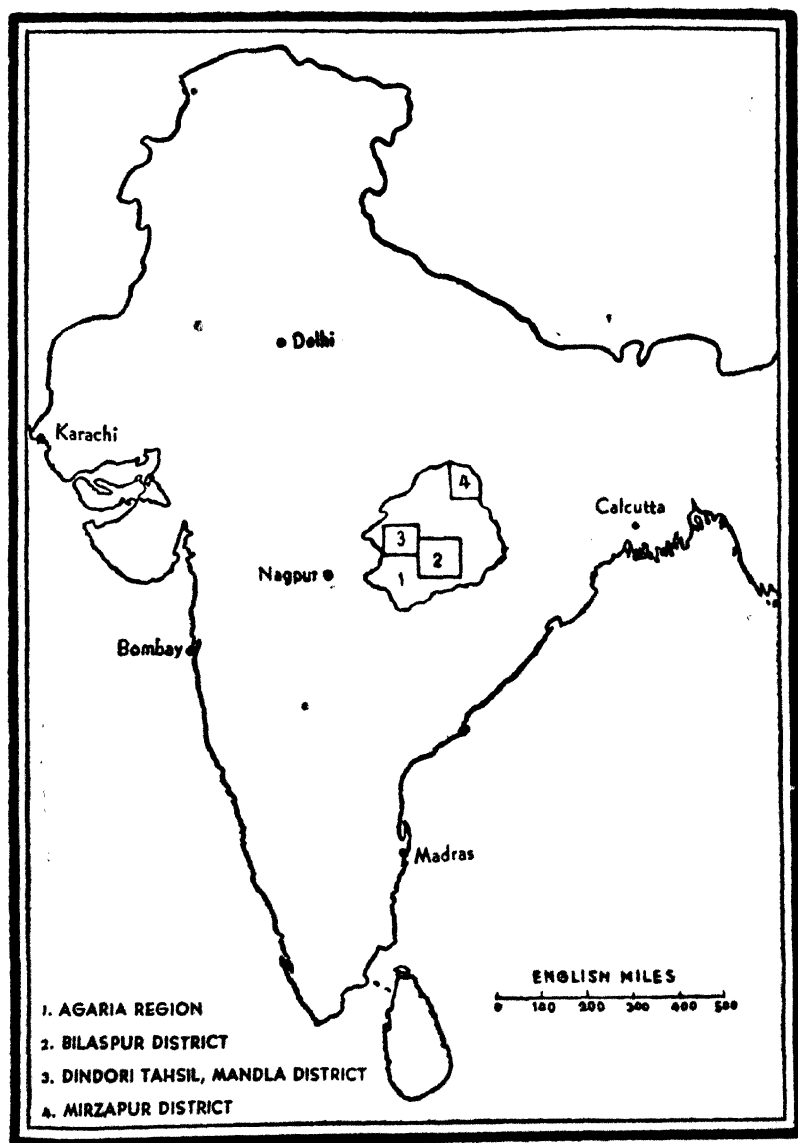 Delhi
Karachi
4
Calcutta
3
2
Nagpur
1
Bombay
Madras
ENGLISH MILES
0 100 200 300 400 500
1. AGARIA REGION
2. BILASPUR DISTRICT
3. DINDORI TAHSIL, MANDLA DISTRICT
4. MIRZAPUR DISTRICT